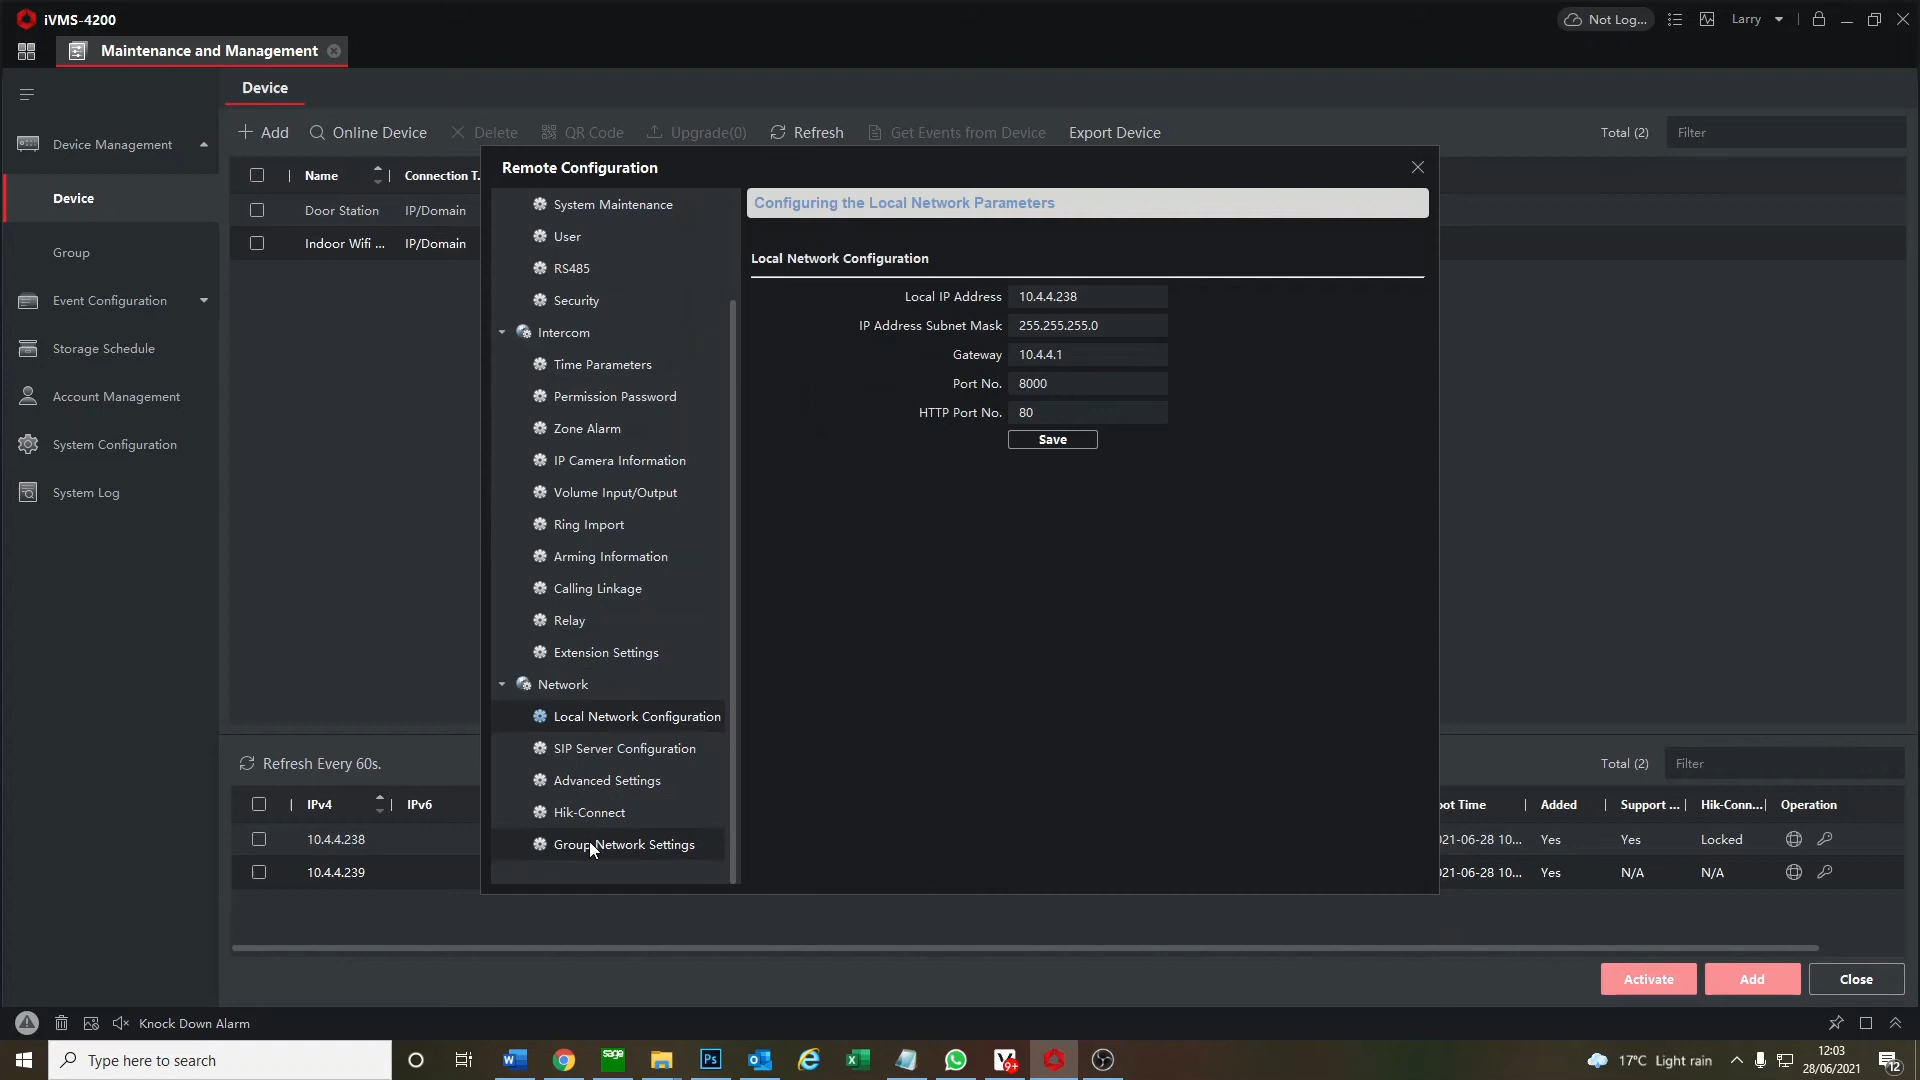 iVMS-4200
Not Log...
Larry
Maintenance and Management
Device
Add
Online Device
Delete
QR Code
Upgrade(0)
Refresh
Get Events from Device
Export Device
Total (2)
Filter
Device Management
Device
Group
Event Configuration
Storage Schedule
Account Management
System Configuration
System Log
Name
Connection T.
Door Station
IP/Domain
Indoor Wifi ...
IP/Domain
Remote Configuration
System Maintenance
User
RS485
Security
Intercom
Time Parameters
Permission Password
Zone Alarm
IP Camera Information
Volume Input/Output
Ring Import
Arming Information
Calling Linkage
Relay
Extension Settings
Network
Local Network Configuration
SIP Server Configuration
Advanced Settings
Hik-Connect
Group Network Settings
Configuring the Local Network Parameters
Local Network Configuration
Local IP Address 10.4.4.238
IP Address Subnet Mask 255.255.255.0
Gateway 10.4.4.1
Port No. 8000
HTTP Port No. 80
Save
Refresh Every 60s.
Total (2)
Filter
IPv4
IPv6
ot Time
Added
Support ...
Hik-Conn...
Operation
10.4.4.238
21-06-28 10...
Yes
Yes
Locked
10.4.4.239
21-06-28 10...
Yes
N/A
N/A
Activate
Add
Close
Knock Down Alarm
Type here to search
sage
Ps
9+
17°C Light rain
12:03
28/06/2021
12